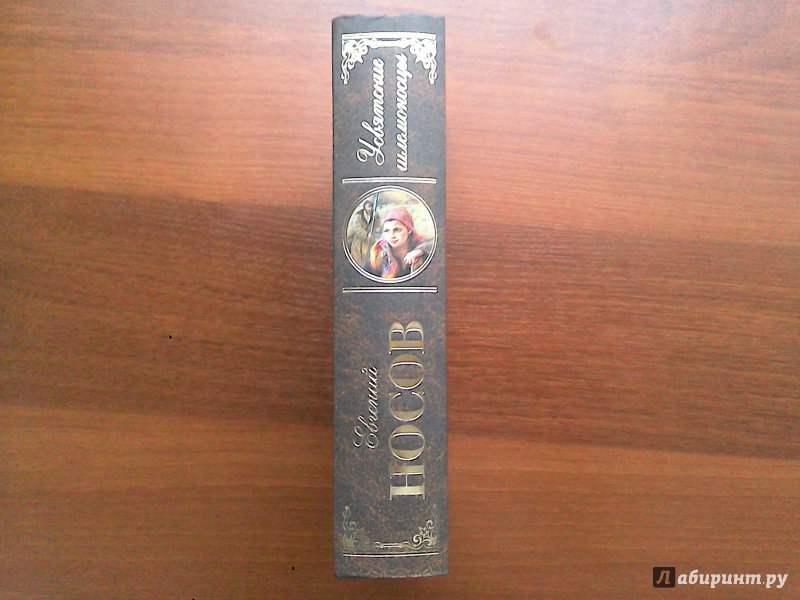 Евгений
НОСОВ
Усвятские
шлемоносцы
Лабиринт.ру